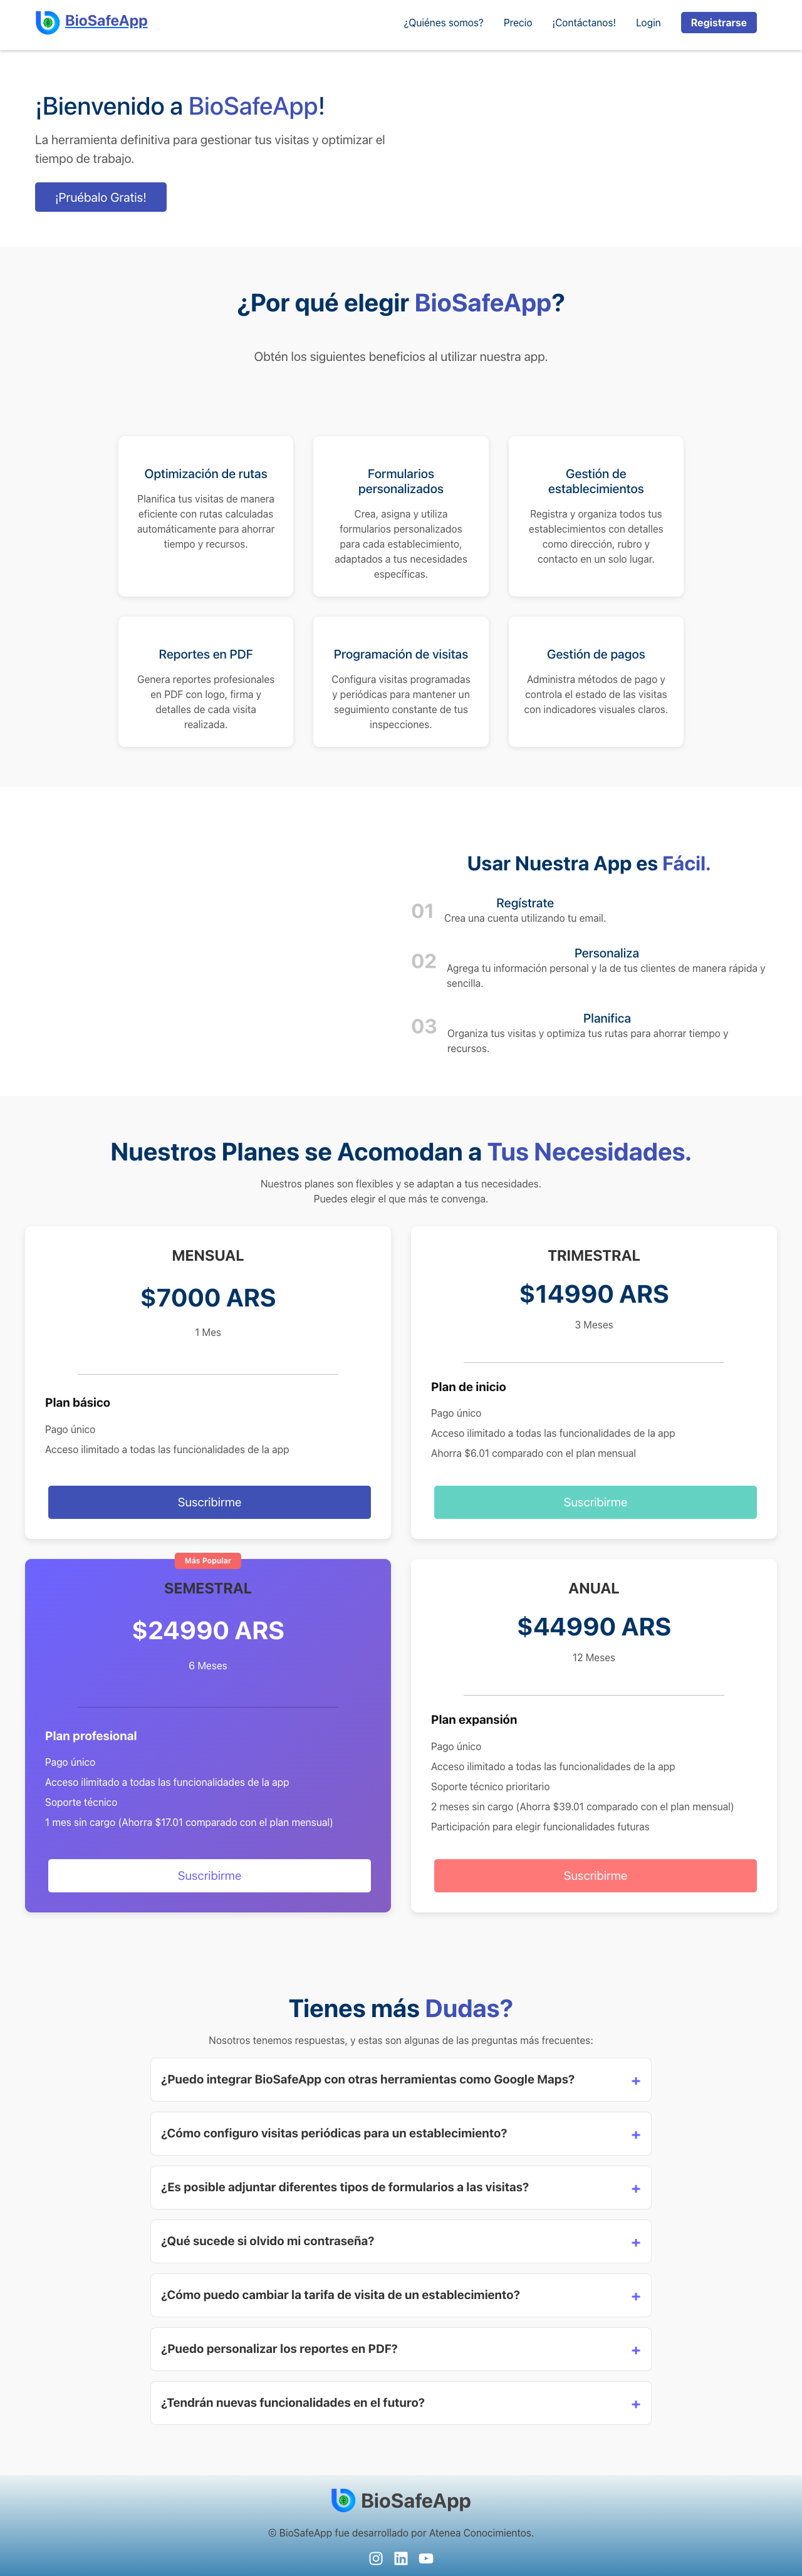 BioSafeApp
¿Quiénes somos?
Precio
¡Contáctanos!
Login
Registrarse
¡Bienvenido a BioSafeApp!
La herramienta definitiva para gestionar tus visitas y optimizar el
tiempo de trabajo.
¡Pruébalo Gratis!
¿Por qué elegir BioSafeApp?
Obtén los siguientes beneficios al utilizar nuestra app.
Optimización de rutas
Planifica tus visitas de manera
eficiente con rutas calculadas
automáticamente para ahorrar
tiempo y recursos.
Formularios
personalizados
Crea, asigna y utiliza
formularios personalizados
para cada establecimiento,
adaptados a tus necesidades
específicas.
Gestión de
establecimientos
Registra y organiza todos tus
establecimientos con detalles
como dirección, rubro y
contacto en un solo lugar.
Reportes en PDF
Genera reportes profesionales
en PDF con logo, firma y
detalles de cada visita
realizada.
Programación de visitas
Configura visitas programadas
y periódicas para mantener un
seguimiento constante de tus
inspecciones.
Gestión de pagos
Administra métodos de pago y
controla el estado de las visitas
con indicadores visuales claros.
Usar Nuestra App es Fácil.
01
Regístrate
Crea una cuenta utilizando tu email.
02
Personaliza
Agrega tu información personal y la de tus clientes de manera rápida y
sencilla.
03
Planifica
Organiza tus visitas y optimiza tus rutas para ahorrar tiempo y
recursos.
Nuestros Planes se Acomodan a Tus Necesidades.
Nuestros planes son flexibles y se adaptan a tus necesidades.
Puedes elegir el que más te convenga.
MENSUAL
$7000 ARS
1 Mes
Plan básico
Pago único
Acceso ilimitado a todas las funcionalidades de la app
Suscribirme
TRIMESTRAL
$14990 ARS
3 Meses
Plan de inicio
Pago único
Acceso ilimitado a todas las funcionalidades de la app
Ahorra $6.01 comparado con el plan mensual
Suscribirme
Más Popular
SEMESTRAL
$24990 ARS
6 Meses
Plan profesional
Pago único
Acceso ilimitado a todas las funcionalidades de la app
Soporte técnico
1 mes sin cargo (Ahorra $17.01 comparado con el plan mensual)
Suscribirme
ANUAL
$44990 ARS
12 Meses
Plan expansión
Pago único
Acceso ilimitado a todas las funcionalidades de la app
Soporte técnico prioritario
2 meses sin cargo (Ahorra $39.01 comparado con el plan mensual)
Participación para elegir funcionalidades futuras
Suscribirme
Tienes más Dudas?
Nosotros tenemos respuestas, y estas son algunas de las preguntas más frecuentes:
¿Puedo integrar BioSafeApp con otras herramientas como Google Maps?
+
¿Cómo configuro visitas periódicas para un establecimiento?
+
¿Es posible adjuntar diferentes tipos de formularios a las visitas?
+
¿Qué sucede si olvido mi contraseña?
+
¿Cómo puedo cambiar la tarifa de visita de un establecimiento?
+
¿Puedo personalizar los reportes en PDF?
+
¿Tendrán nuevas funcionalidades en el futuro?
+
BioSafeApp
© BioSafeApp fue desarrollado por Atenea Conocimientos.